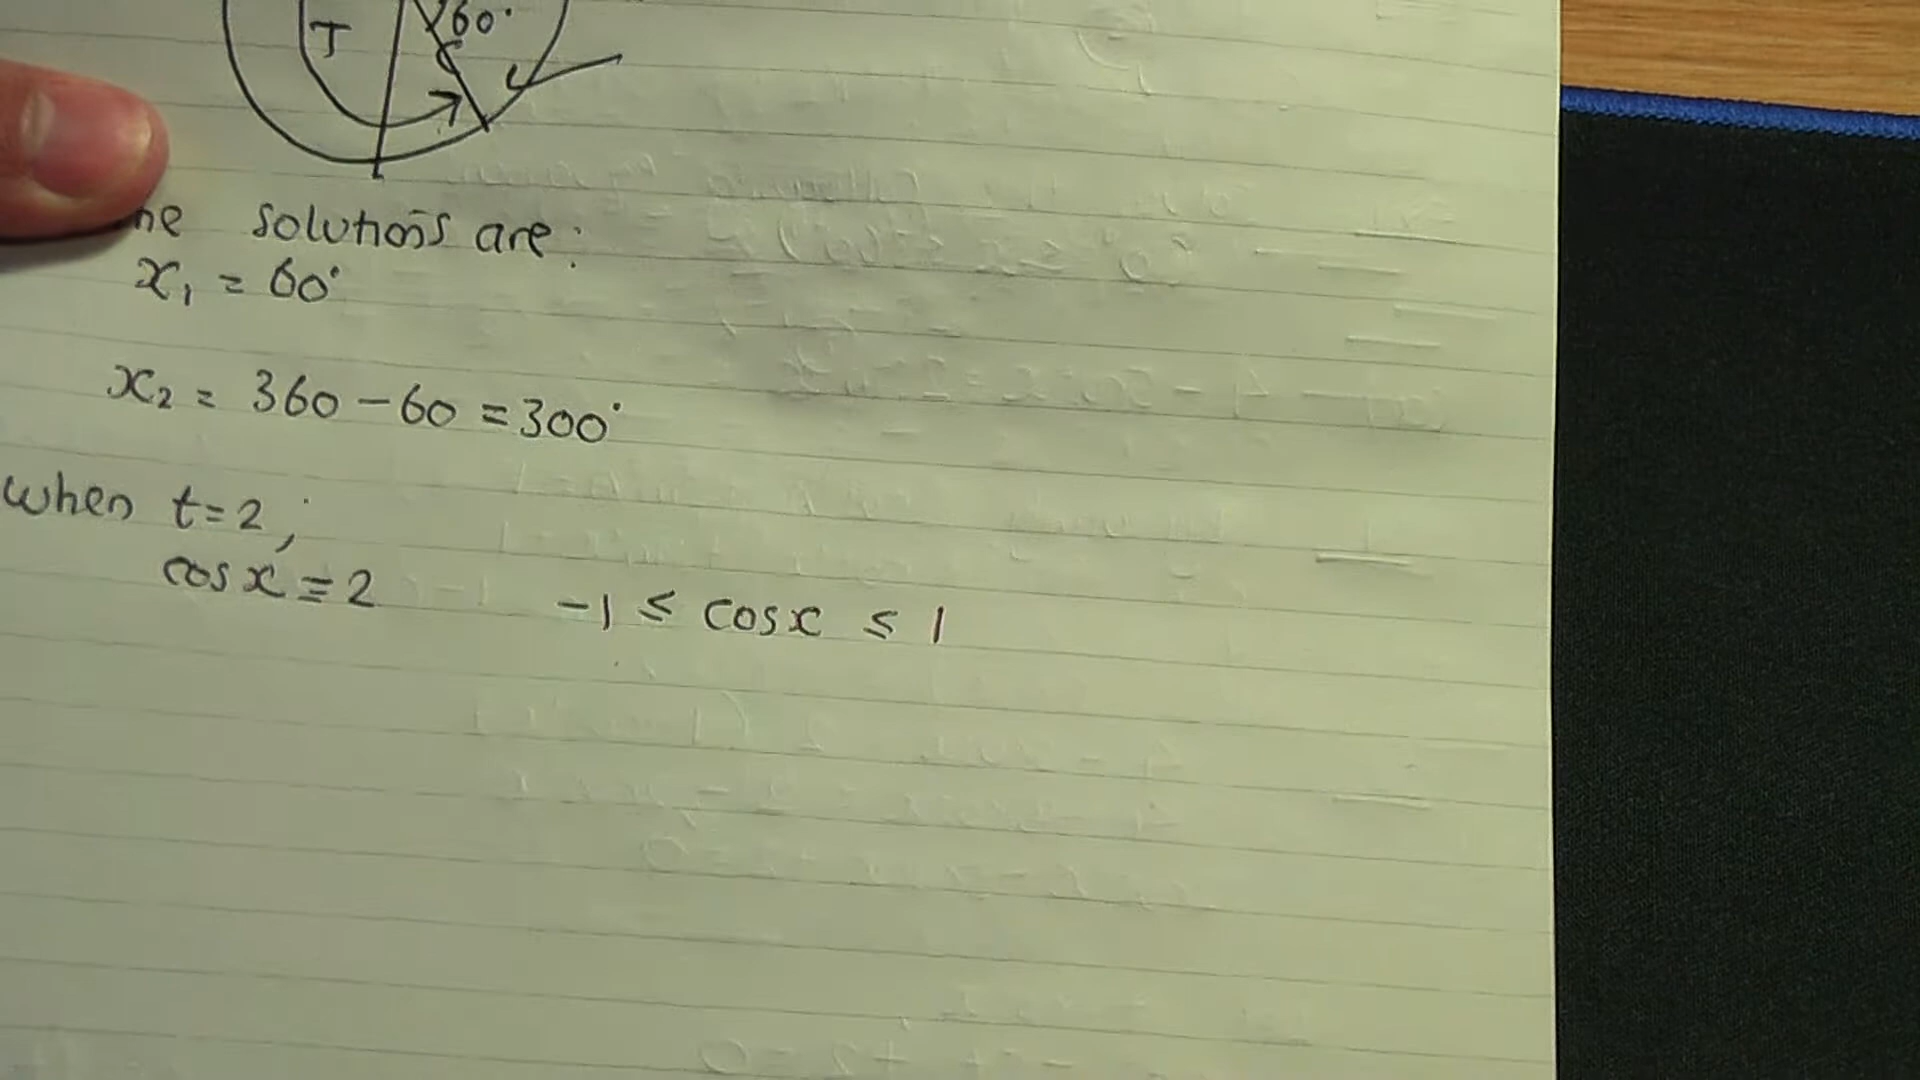 T 60°
C
he solutions are:
x₁ = 60°
x₂ = 360 - 60 = 300°
when t=2;
cos x = 2 -1 ≤ cos x ≤ 1